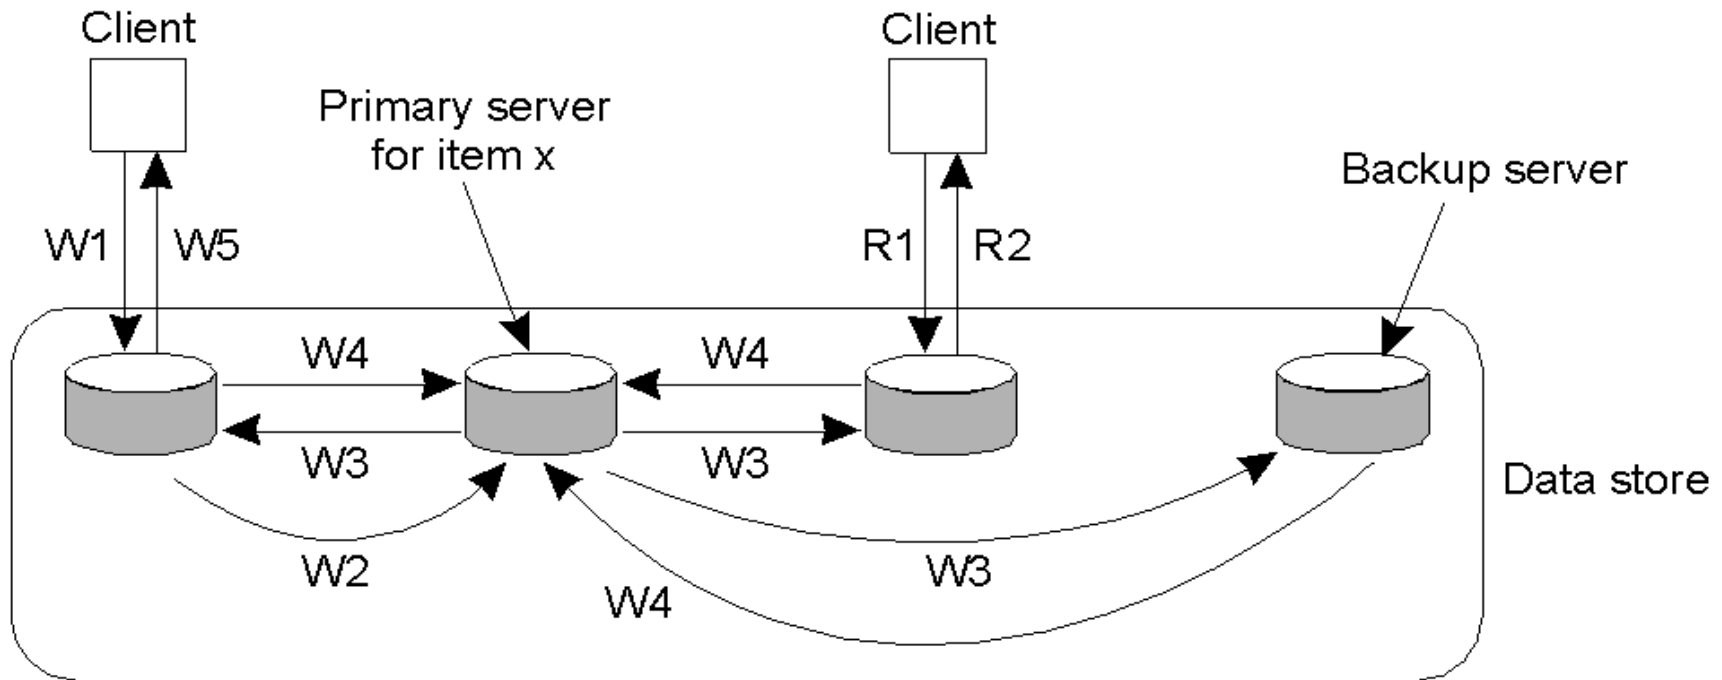 Client
Client
Primary server
for item x
Backup server
W1
W5
R1
R2
W4
W4
W3
W3
Data store
W2
W3
W4